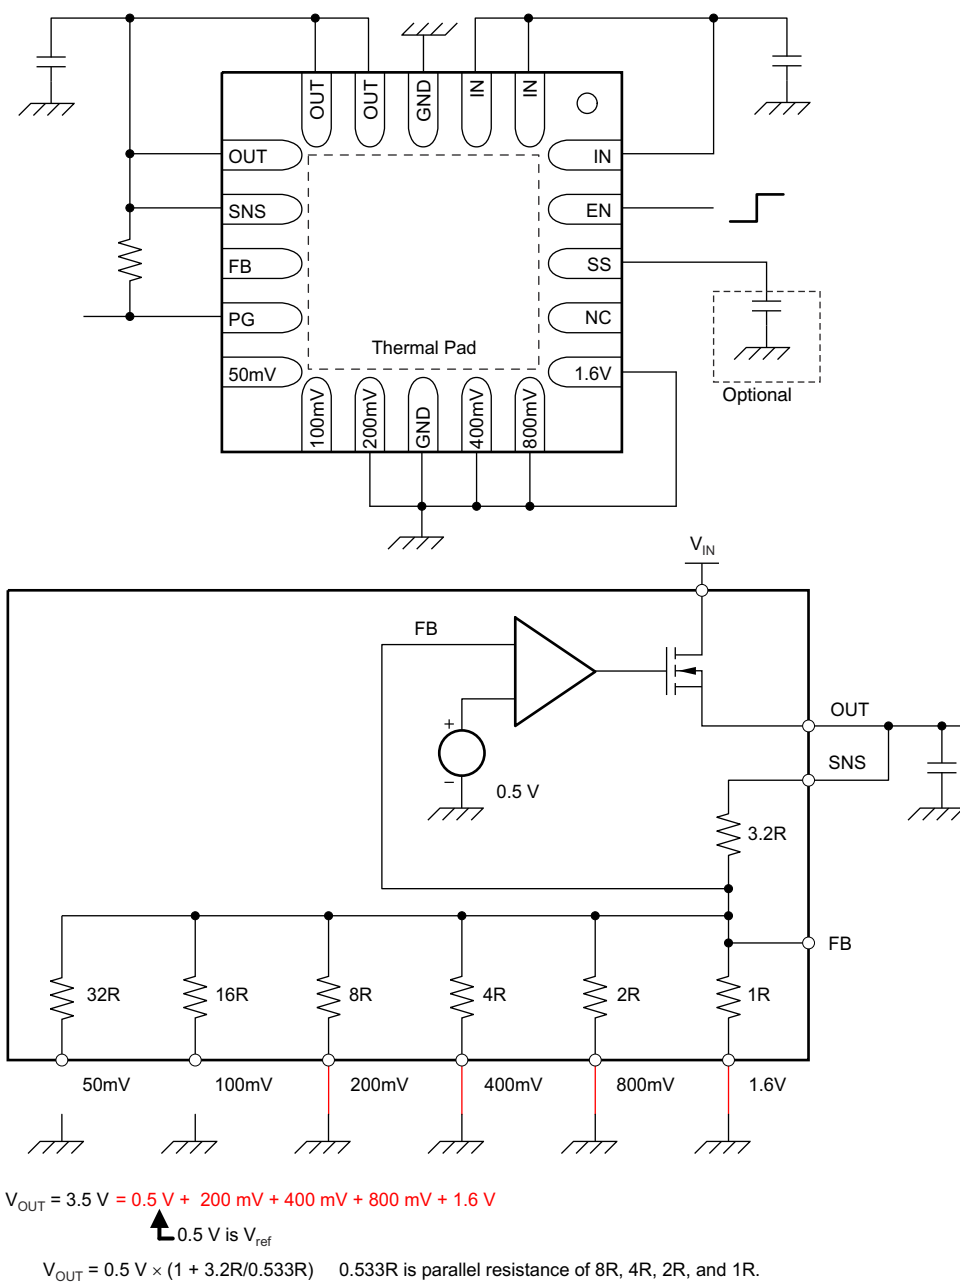 OUT
OUT
GND
IN
IN
OUT
IN
SNS
EN
FB
SS
PG
NC
Thermal Pad
50mV
1.6V
100mV
200mV
GND
400mV
800mV
Optional
V_IN
FB
OUT
+
SNS
−
0.5 V
3.2R
FB
32R
16R
8R
4R
2R
1R
50mV
100mV
200mV
400mV
800mV
1.6V
V_OUT = 3.5 V = 0.5 V + 200 mV + 400 mV + 800 mV + 1.6 V
0.5 V is V_ref
V_OUT = 0.5 V × (1 + 3.2R/0.533R) 0.533R is parallel resistance of 8R, 4R, 2R, and 1R.